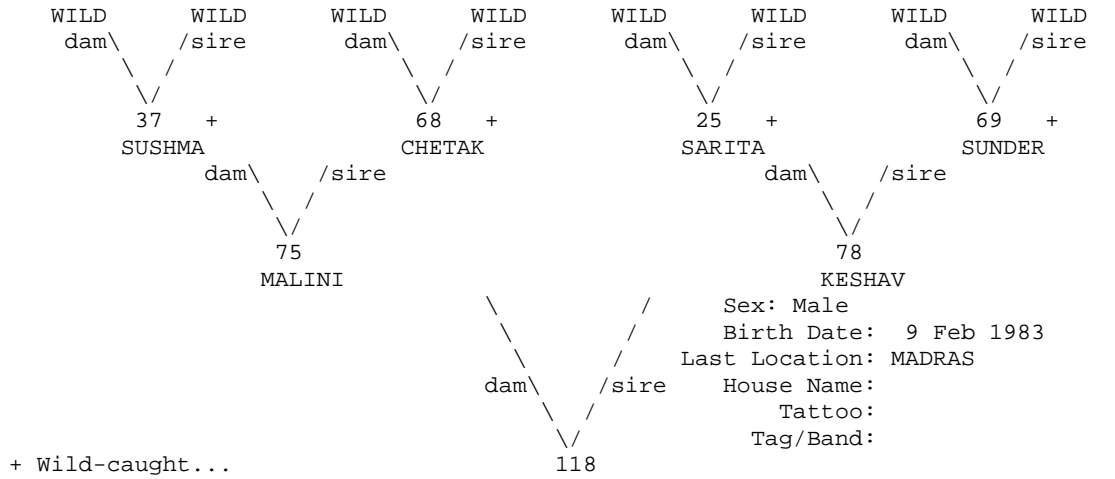 WILD WILD WILD WILD WILD WILD WILD WILD
dam\ /sire dam\ /sire dam\ /sire dam\ /sire
\ / \ / \ / \ /
\/ \/ \/ \/
37 + 68 + 25 + 69 +
SUSHMA CHETAK SARITA SUNDER
dam\ /sire dam\ /sire
\ / \ /
\/ \/
75 78
MALINI KESHAV
\ / Sex: Male
\ / Birth Date: 9 Feb 1983
\ / Last Location: MADRAS
dam\ /sire House Name:
\ / Tattoo:
\/ Tag/Band:
+ Wild-caught... 118